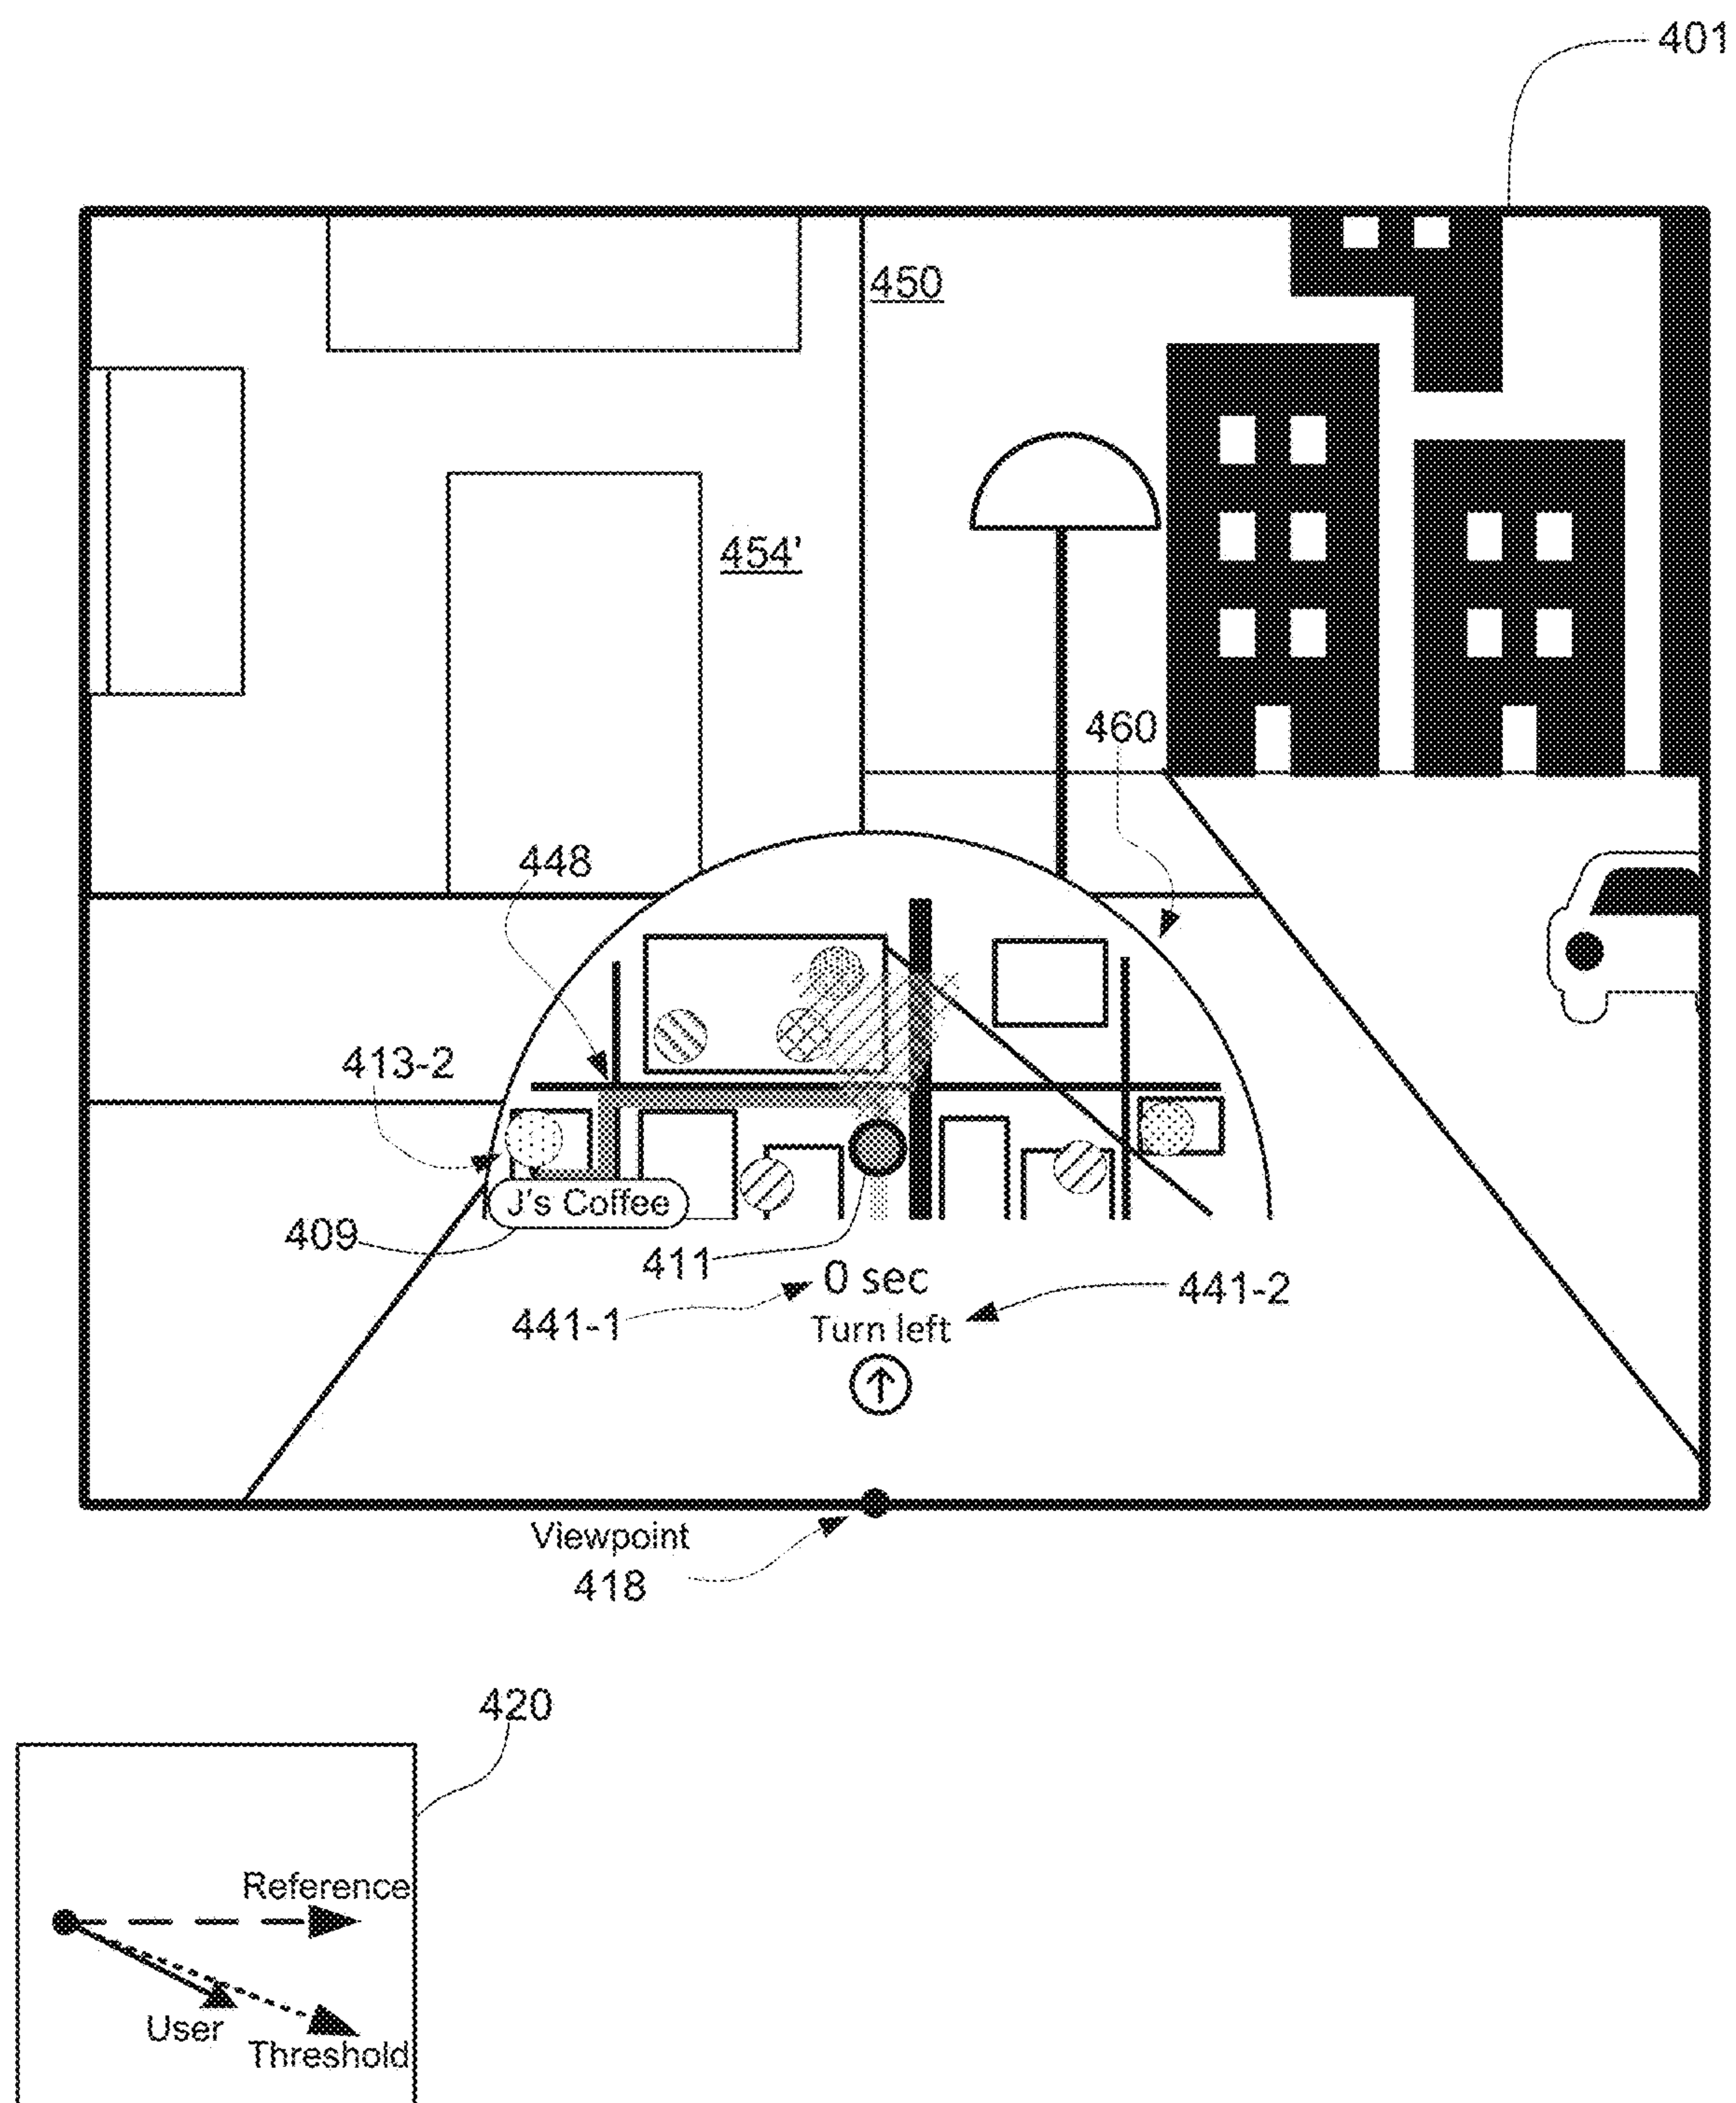 401
450
454'
460
448
413-2
J's Coffee
409
411
0 sec
441-1
441-2
Turn left
Viewpoint
418
420
Reference
User
Threshold